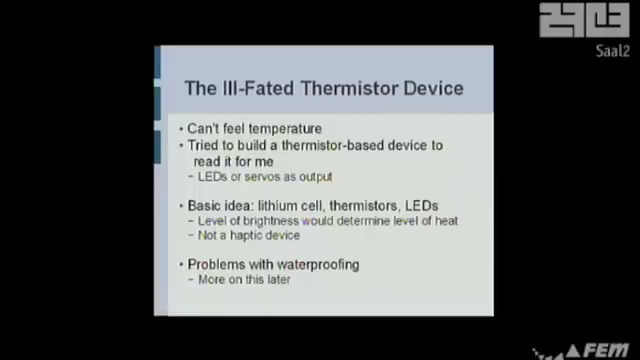 29C3
Saal2
The Ill-Fated Thermistor Device
• Can't feel temperature
• Tried to build a thermistor-based device to
read it for me
– LEDs or servos as output
• Basic idea: lithium cell, thermistors, LEDs
– Level of brightness would determine level of heat
– Not a haptic device
• Problems with waterproofing
– More on this later
FEM